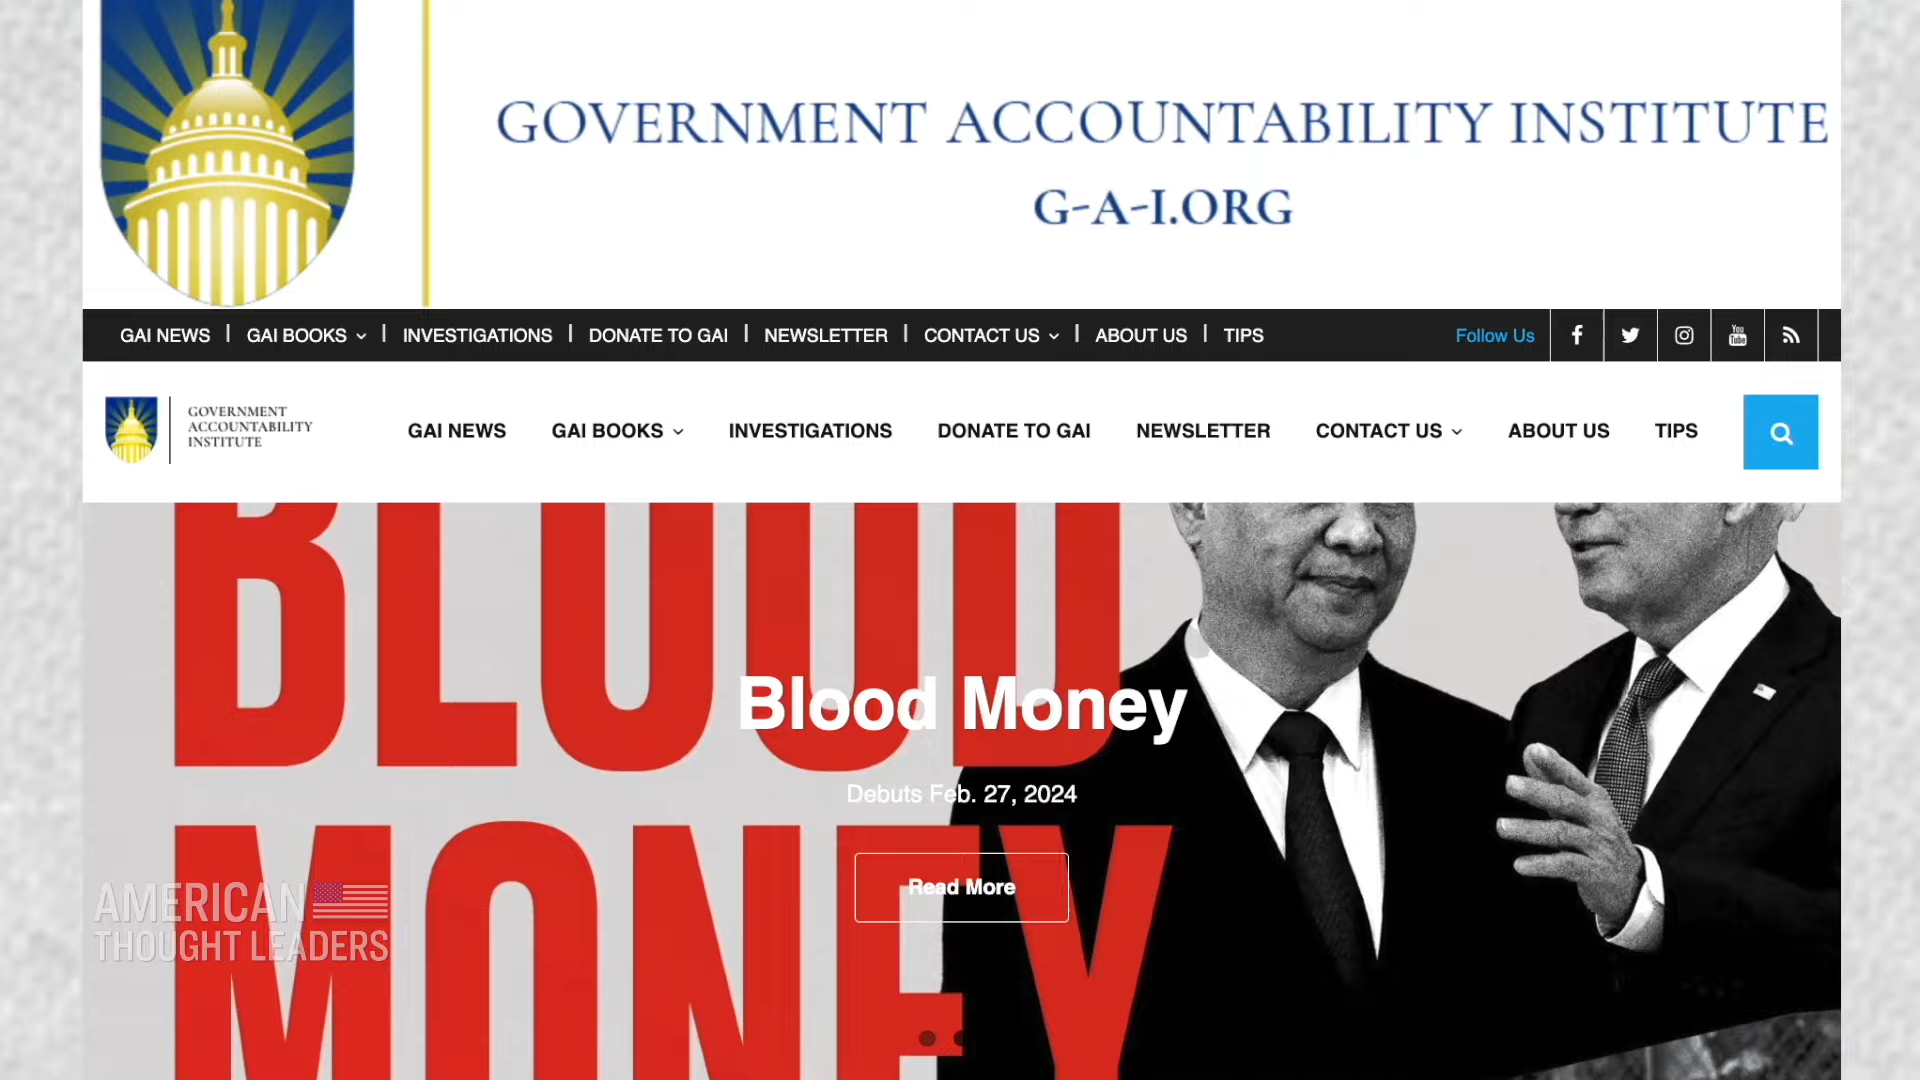 GOVERNMENT ACCOUNTABILITY INSTITUTE
G-A-I.ORG
GAI NEWS | GAI BOOKS | INVESTIGATIONS | DONATE TO GAI | NEWSLETTER | CONTACT US | ABOUT US | TIPS Follow Us
You Tube
GOVERNMENT
ACCOUNTABILITY
INSTITUTE
GAI NEWS GAI BOOKS INVESTIGATIONS DONATE TO GAI NEWSLETTER CONTACT US ABOUT US TIPS
BLOOD
Blood Money
Debuts Feb. 27, 2024
Read More
MONEY
AMERICAN
THOUGHT LEADERS